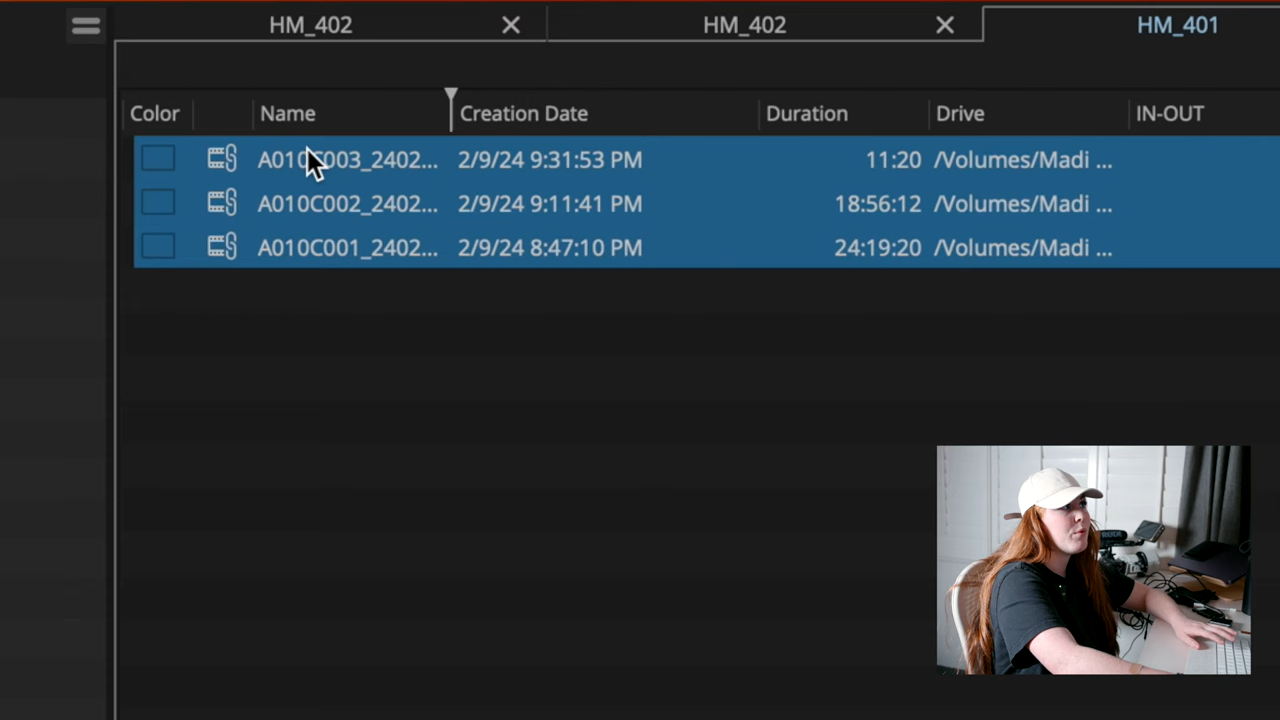 HM_402 HM_402 HM_401
Color Name Creation Date Duration Drive IN-OUT
A010C003_2402... 2/9/24 9:31:53 PM 11:20 /Volumes/Madi ...
A010C002_2402... 2/9/24 9:11:41 PM 18:56:12 /Volumes/Madi ...
A010C001_2402... 2/9/24 8:47:10 PM 24:19:20 /Volumes/Madi ...
RODE